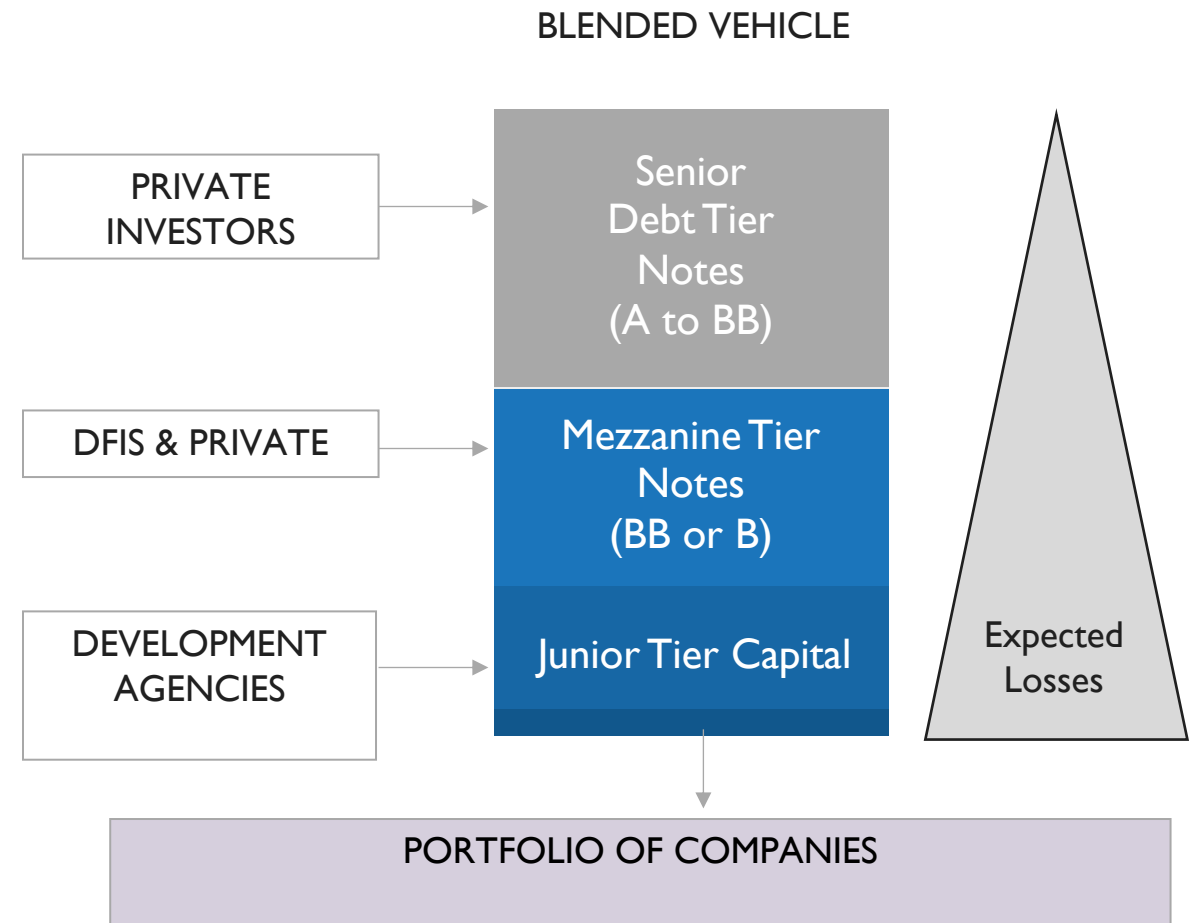 BLENDED VEHICLE
PRIVATE
INVESTORS
Senior
Debt Tier
Notes
(A to BB)
DFIS & PRIVATE
Mezzanine Tier
Notes
(BB or B)
DEVELOPMENT
AGENCIES
Junior Tier Capital
Expected
Losses
PORTFOLIO OF COMPANIES